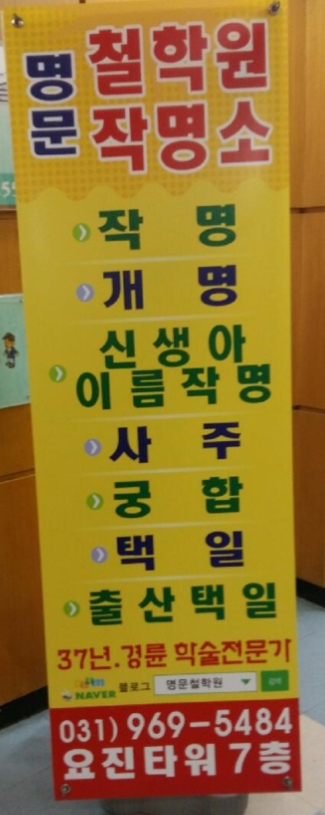 명문 철학원
작명소
작 명
개 명
신생아
이름작명
사 주
궁 합
택 일
출산택일
37년.경륜 학술전문가
NAVER 블로그 명문철학원 검색
031) 969-5484
요진타워 7층